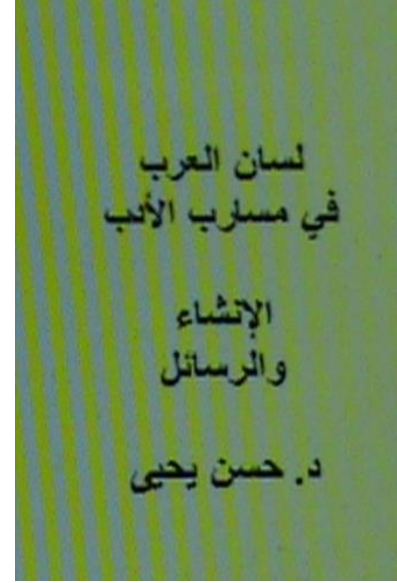 لسان العرب
في مسارب الأدب
الإنشاء
والرسائل
د. حسن يحيى